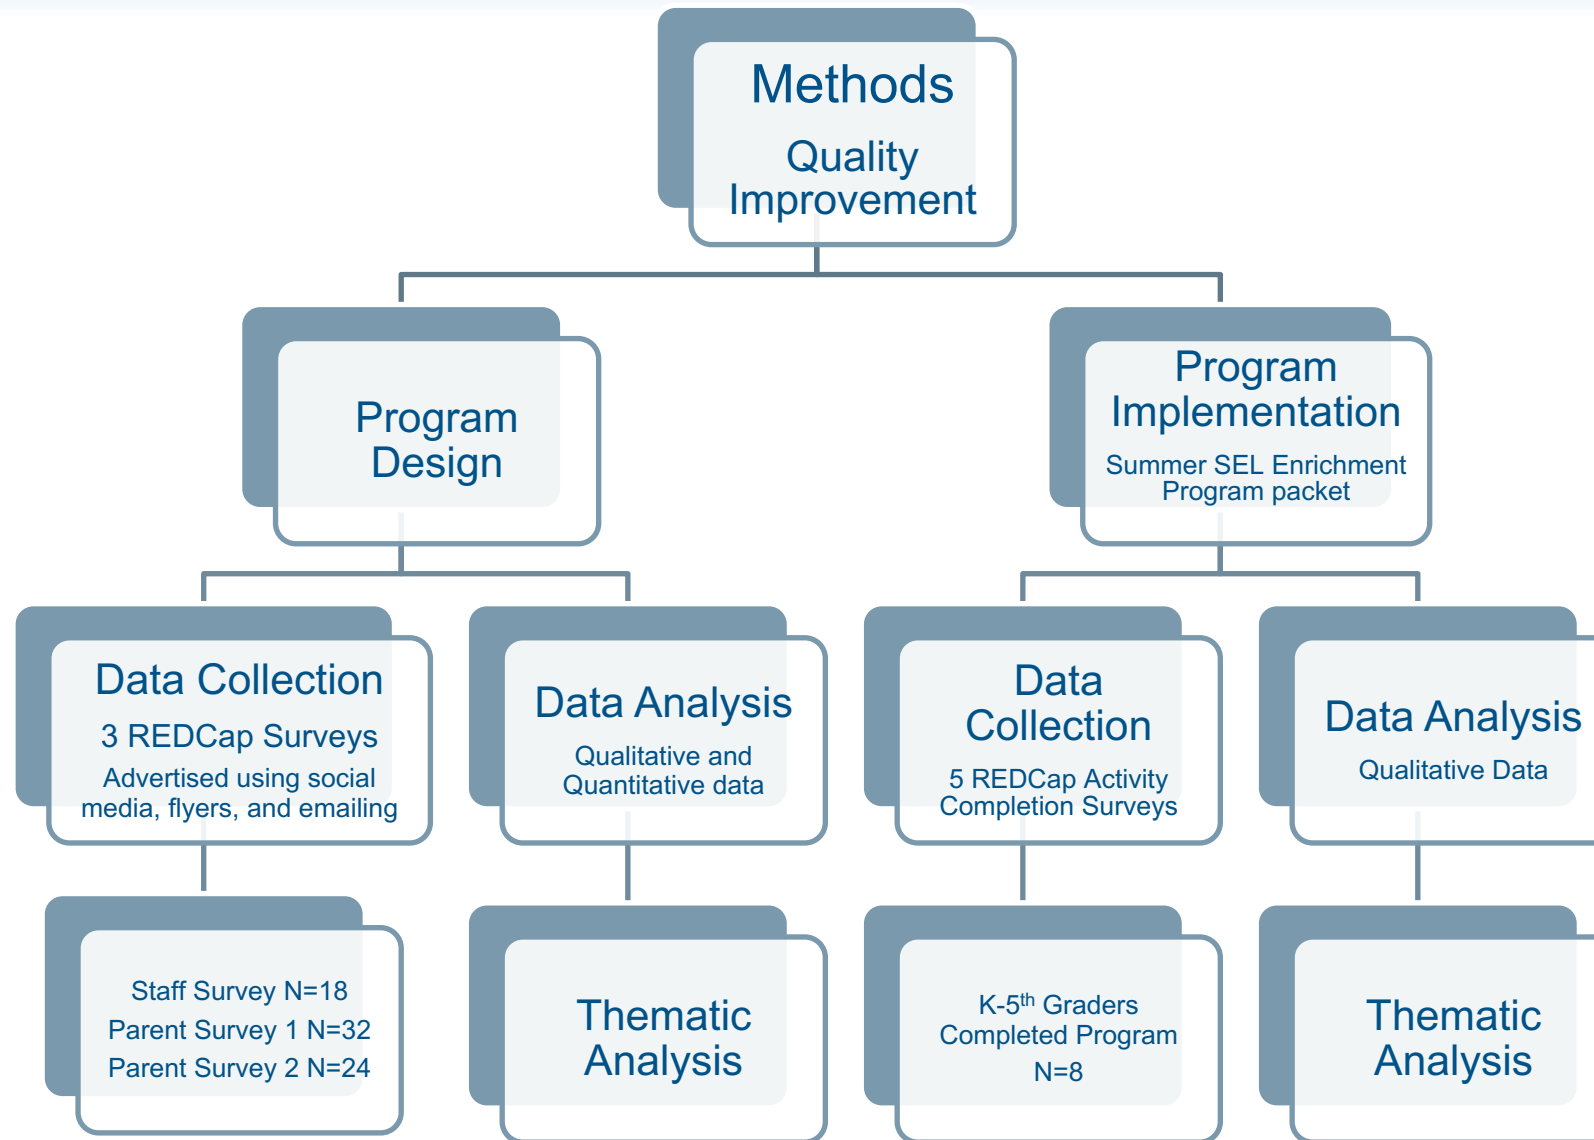 Methods
Quality
Improvement
Program
Design
Program
Implementation
Summer SEL Enrichment
Program packet
Data Collection
3 REDCap Surveys
Advertised using social
media, flyers, and emailing
Data Analysis
Qualitative and
Quantitative data
Data
Collection
5 REDCap Activity
Completion Surveys
Data Analysis
Qualitative Data
Staff Survey N=18
Parent Survey 1 N=32
Parent Survey 2 N=24
Thematic
Analysis
K-5th Graders
Completed Program
N=8
Thematic
Analysis